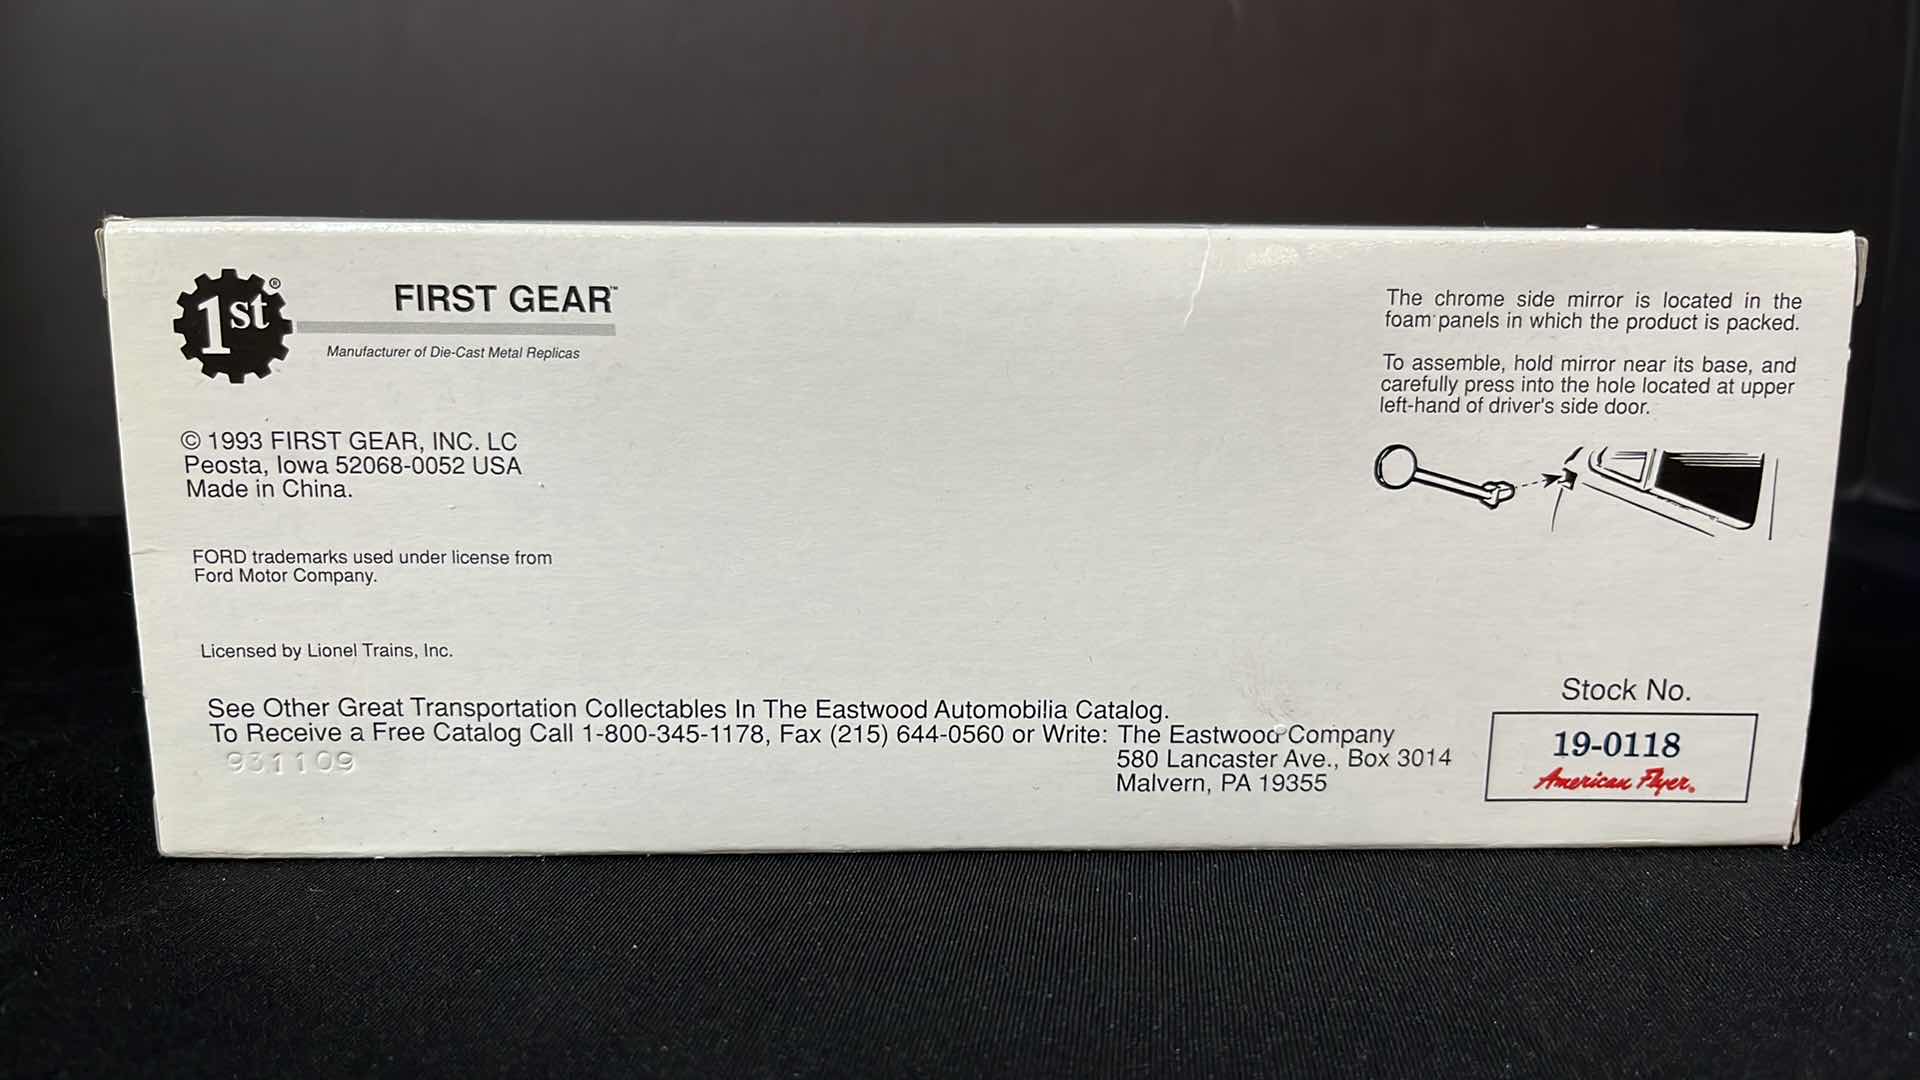 1st®
FIRST GEAR™
Manufacturer of Die-Cast Metal Replicas
© 1993 FIRST GEAR, INC. LC
Peosta, Iowa 52068-0052 USA
Made in China.
FORD trademarks used under license from
Ford Motor Company.
Licensed by Lionel Trains, Inc.
See Other Great Transportation Collectables In The Eastwood Automobilia Catalog.
To Receive a Free Catalog Call 1-800-345-1178, Fax (215) 644-0560 or Write: The Eastwood Company
580 Lancaster Ave., Box 3014
Malvern, PA 19355
931109
The chrome side mirror is located in the
foam panels in which the product is packed.
To assemble, hold mirror near its base, and
carefully press into the hole located at upper
left-hand of driver's side door.
Stock No.
19-0118
American Flyer®